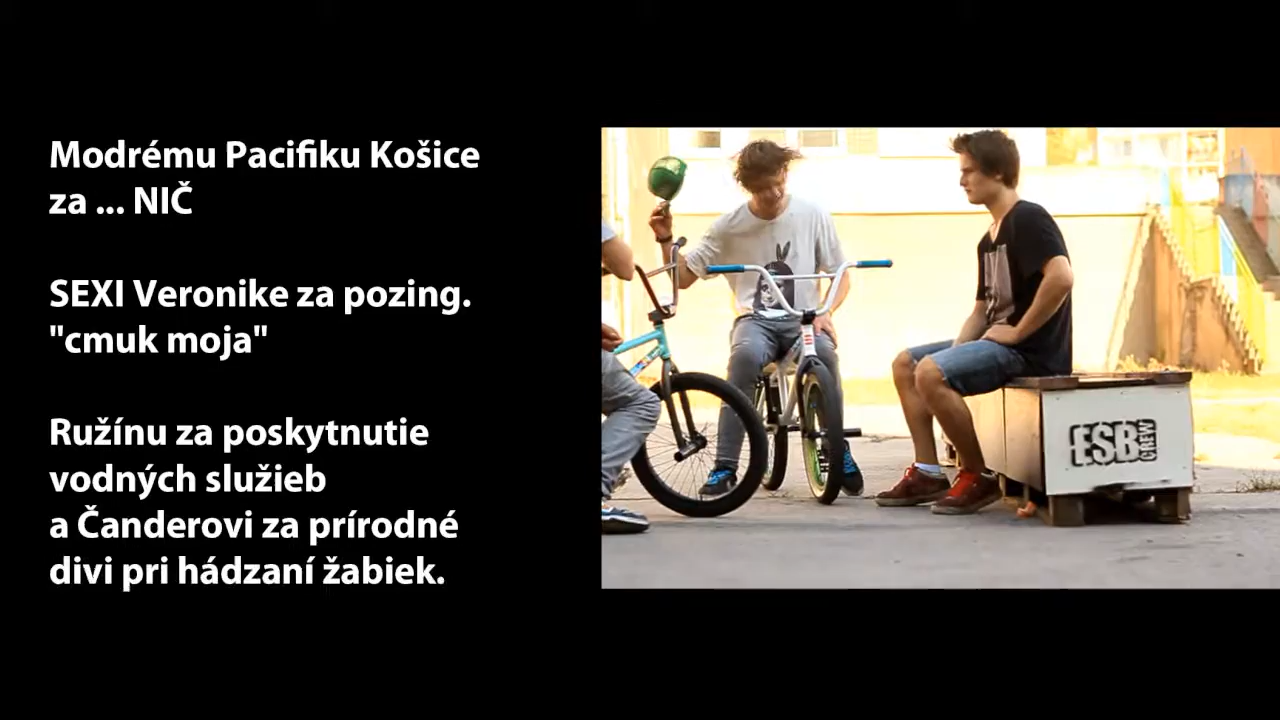 Modrému Pacifiku Košice
za ... NIČ
SEXI Veronike za pozing.
"cmuk moja"
Ružínu za poskytnutie
vodných služieb
a Čanderovi za prírodné
divi pri hádzaní žabiek.
ESB
CREW